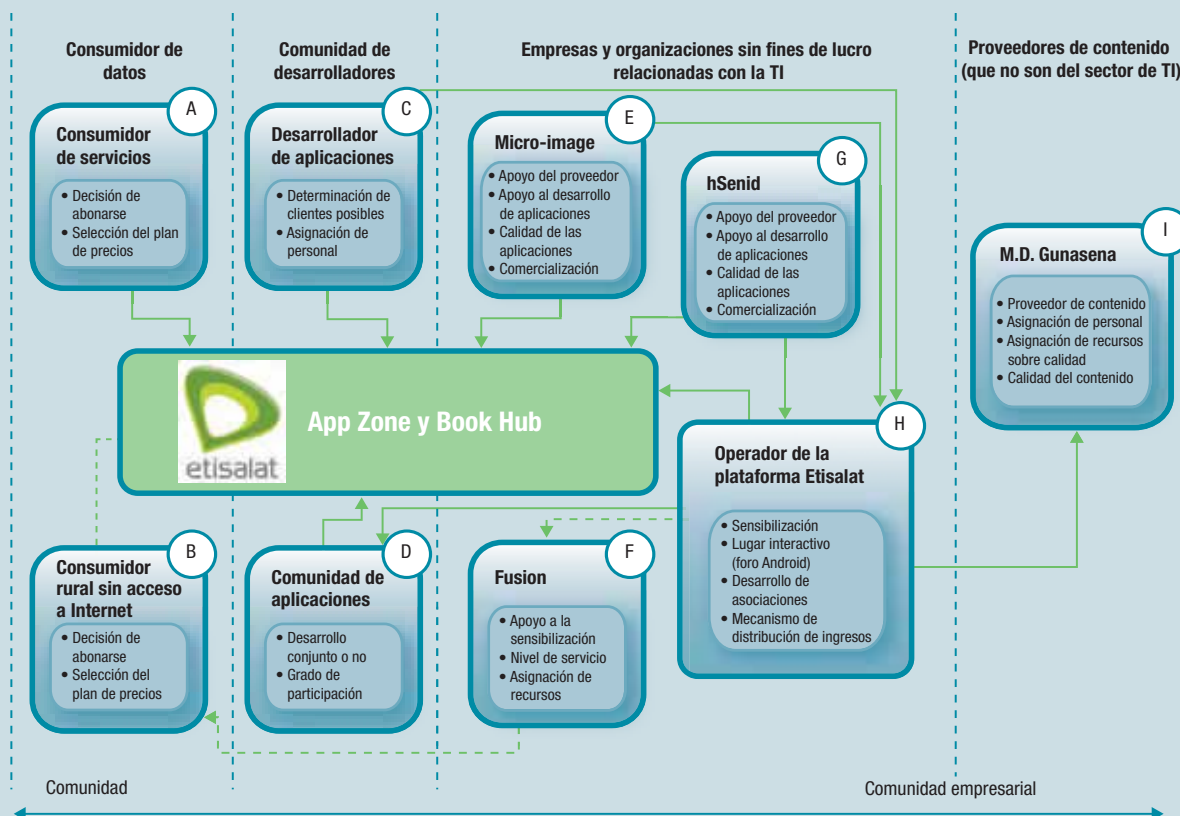 Consumidor de
datos
Comunidad de
desarrolladores
Empresas y organizaciones sin fines de lucro
relacionadas con la TI
Proveedores de contenido
(que no son del sector de TI)
A
Consumidor
de servicios
• Decisión de
abonarse
• Selección del plan
de precios
C
Desarrollador
de aplicaciones
• Determinación de
clientes posibles
• Asignación de
personal
E
Micro-image
• Apoyo del proveedor
• Apoyo al desarrollo
de aplicaciones
• Calidad de las
aplicaciones
• Comercialización
G
hSenid
• Apoyo del proveedor
• Apoyo al desarrollo
de aplicaciones
• Calidad de las
aplicaciones
• Comercialización
I
M.D. Gunasena
• Proveedor de contenido
• Asignación de personal
• Asignación de recursos
sobre calidad
• Calidad del contenido
etisalat
App Zone y Book Hub
B
Consumidor
rural sin acceso
a Internet
• Decisión de
abonarse
• Selección del
plan de precios
D
Comunidad de
aplicaciones
• Desarrollo
conjunto o no
• Grado de
participación
F
Fusion
• Apoyo a la
sensibilización
• Nivel de servicio
• Asignación de
recursos
H
Operador de la
plataforma Etisalat
• Sensibilización
• Lugar interactivo
(foro Android)
• Desarrollo de
asociaciones
• Mecanismo de
distribución de ingresos
Comunidad
Comunidad empresarial